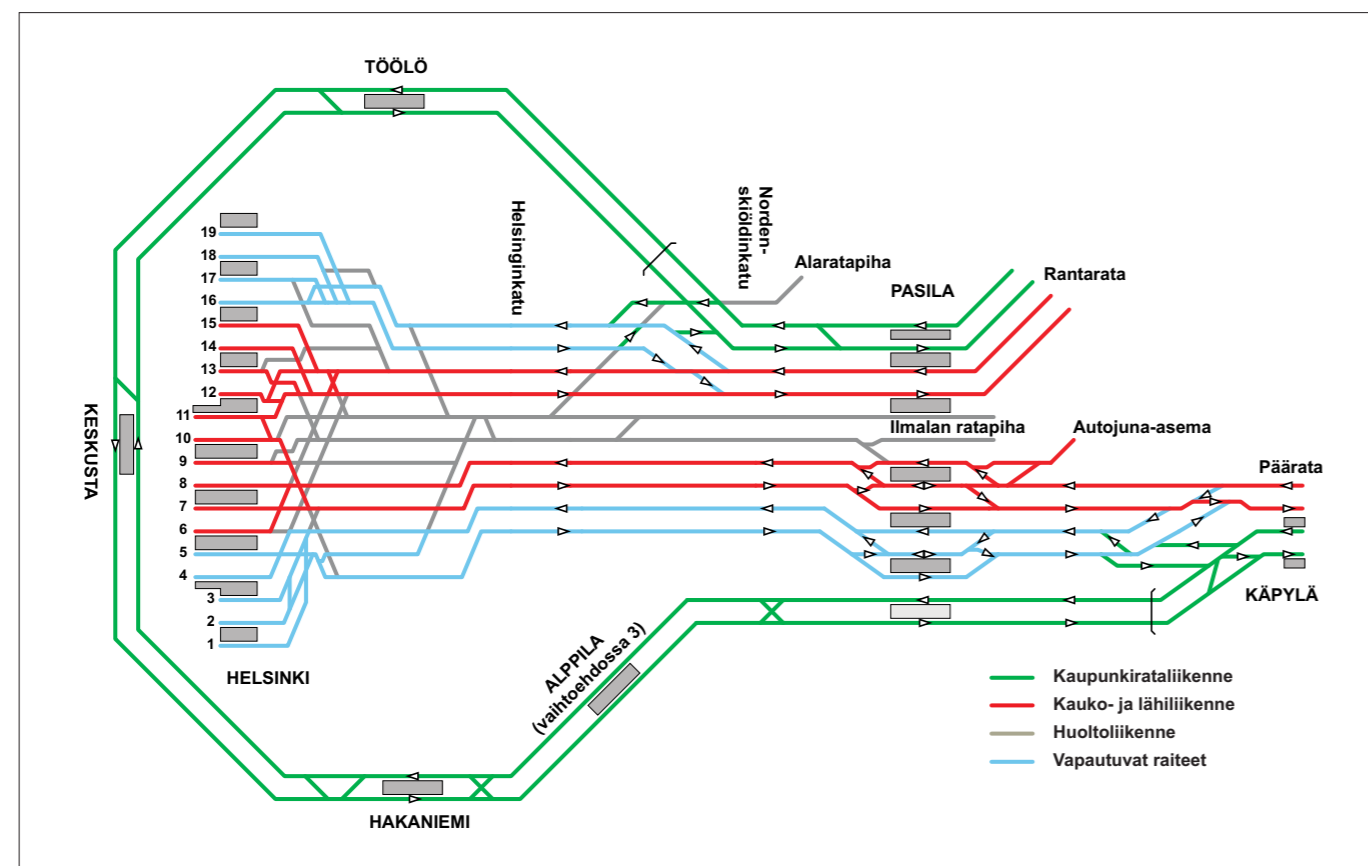 TÖÖLÖ
Norden-
skiöldinkatu
Helsinginkatu
Alaratapiha
PASILA
Rantarata
19
18
17
16
15
14
13
12
11
10
9
8
7
6
5
4
3
2
1
KESKUSTA
Ilmalan ratapiha
Autojuna-asema
Päärata
KÄPYLÄ
HELSINKI
ALPPILA
(vaihtoehdossa 3)
HAKANIEMI
Kaupunkirataliikenne
Kauko- ja lähiliikenne
Huoltoliikenne
Vapautuvat raiteet